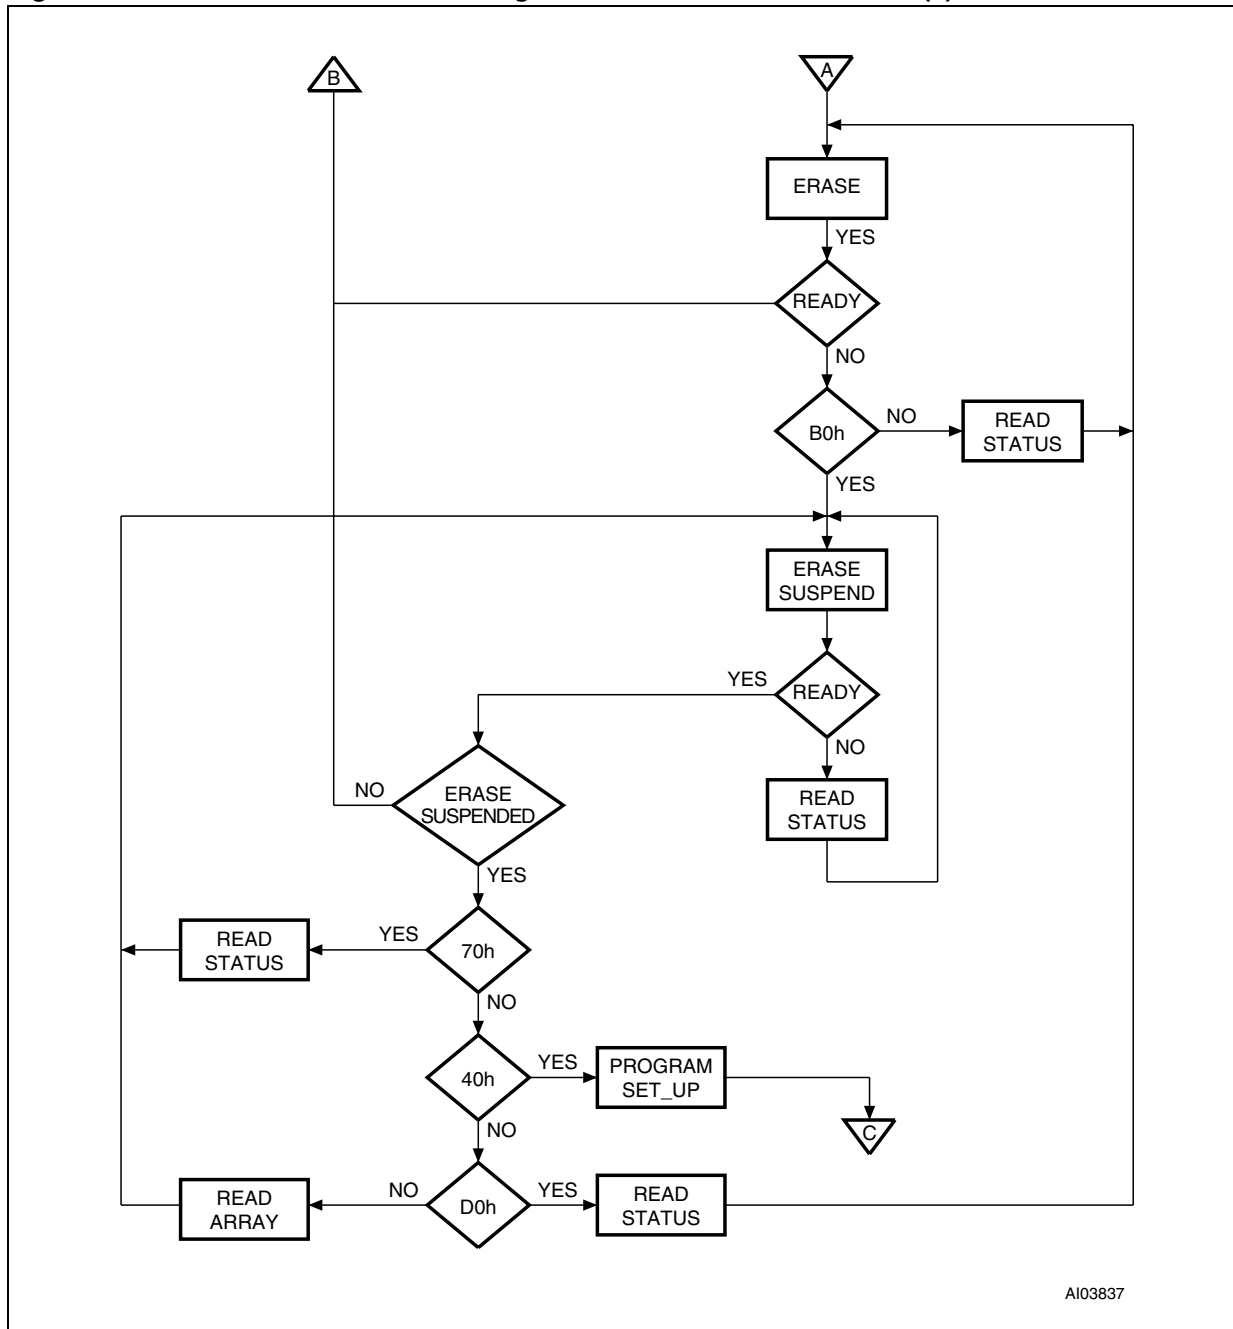 B
A
ERASE
YES
READY
NO
B0h
NO
READ
STATUS
YES
ERASE
SUSPEND
YES
READY
NO
NO
ERASE
SUSPENDED
READ
STATUS
YES
READ
STATUS
YES
70h
NO
40h
YES
PROGRAM
SET_UP
NO
C
READ
ARRAY
NO
D0h
YES
READ
STATUS
AI03837